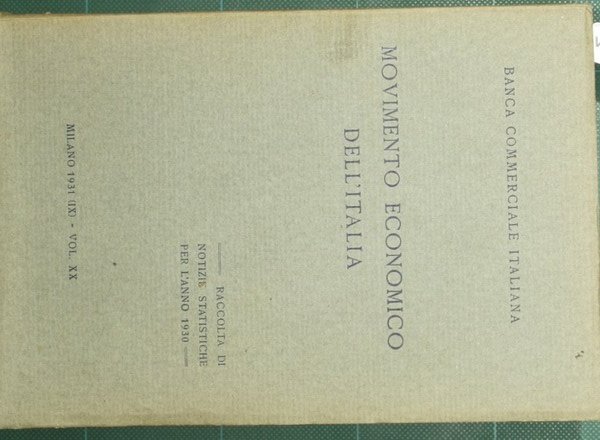 BANCA COMMERCIALE ITALIANA
MOVIMENTO ECONOMICO
DELL'ITALIA
RACCOLTA DI
NOTIZIE STATISTICHE
PER L'ANNO 1930
MILANO 1931 (IX) - VOL. XX